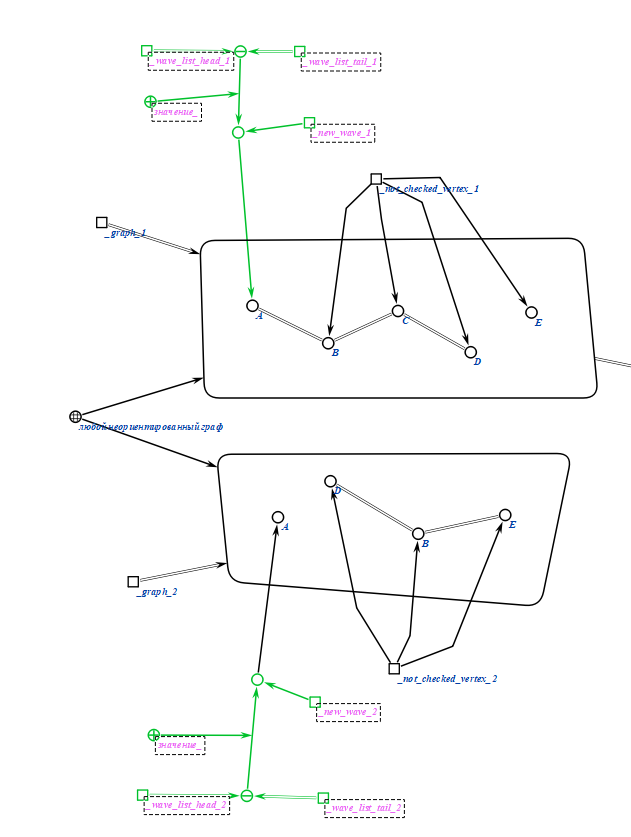 _wave_list_head_1
_wave_list_tail_1
значение_
_new_wave_1
_not_checked_vertex_1
_graph_1
A
B
C
D
E
любой неориентированный граф
D
A
B
E
_graph_2
_not_checked_vertex_2
_new_wave_2
значение_
_wave_list_head_2
_wave_list_tail_2